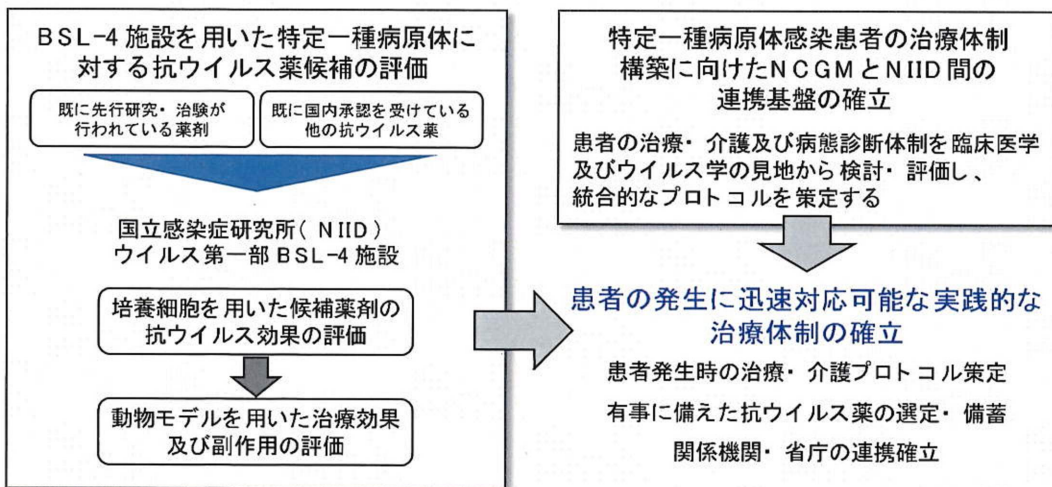 BSL-4施設を用いた特定一種病原体に
対する抗ウイルス薬候補の評価
既に先行研究・治験が
行われている薬剤
既に国内承認を受けている
他の抗ウイルス薬
国立感染症研究所(NIID)
ウイルス第一部BSL-4施設
培養細胞を用いた候補薬剤の
抗ウイルス効果の評価
動物モデルを用いた治療効果
及び副作用の評価
特定一種病原体感染患者の治療体制
構築に向けたNCGMとNIID間の
連携基盤の確立
患者の治療・介護及び病態診断体制を臨床医学
及びウイルス学の見地から検討・評価し、
統合的なプロトコルを策定する
患者の発生に迅速対応可能な実践的な
治療体制の確立
患者発生時の治療・介護プロトコル策定
有事に備えた抗ウイルス薬の選定・備蓄
関係機関・省庁の連携確立